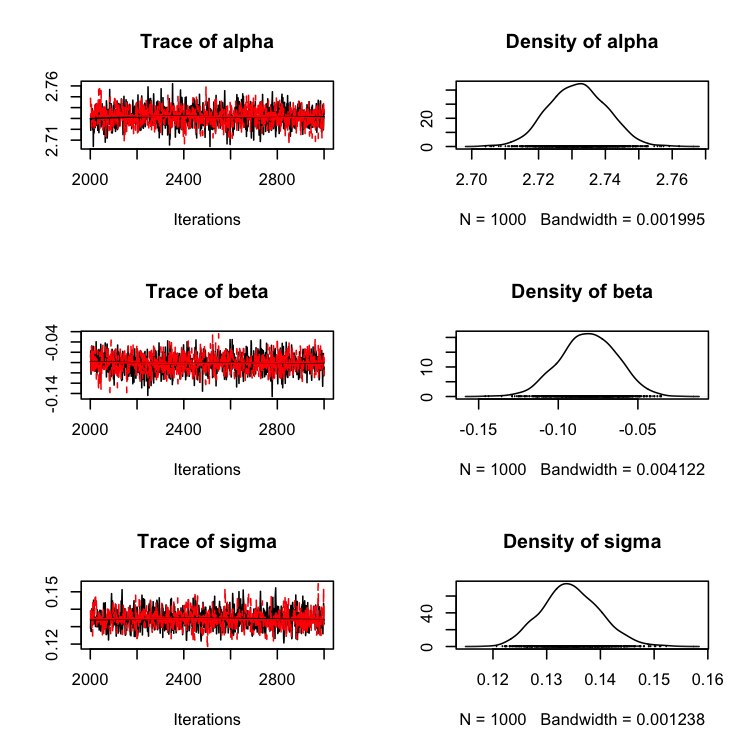 Trace of alpha
2.76
2.71
2000 2400 2800
Iterations
Density of alpha
20
0
2.70 2.72 2.74 2.76
N = 1000 Bandwidth = 0.001995
Trace of beta
-0.04
-0.14
2000 2400 2800
Iterations
Density of beta
10
0
-0.15 -0.10 -0.05
N = 1000 Bandwidth = 0.004122
Trace of sigma
0.15
0.12
2000 2400 2800
Iterations
Density of sigma
40
0
0.12 0.13 0.14 0.15 0.16
N = 1000 Bandwidth = 0.001238